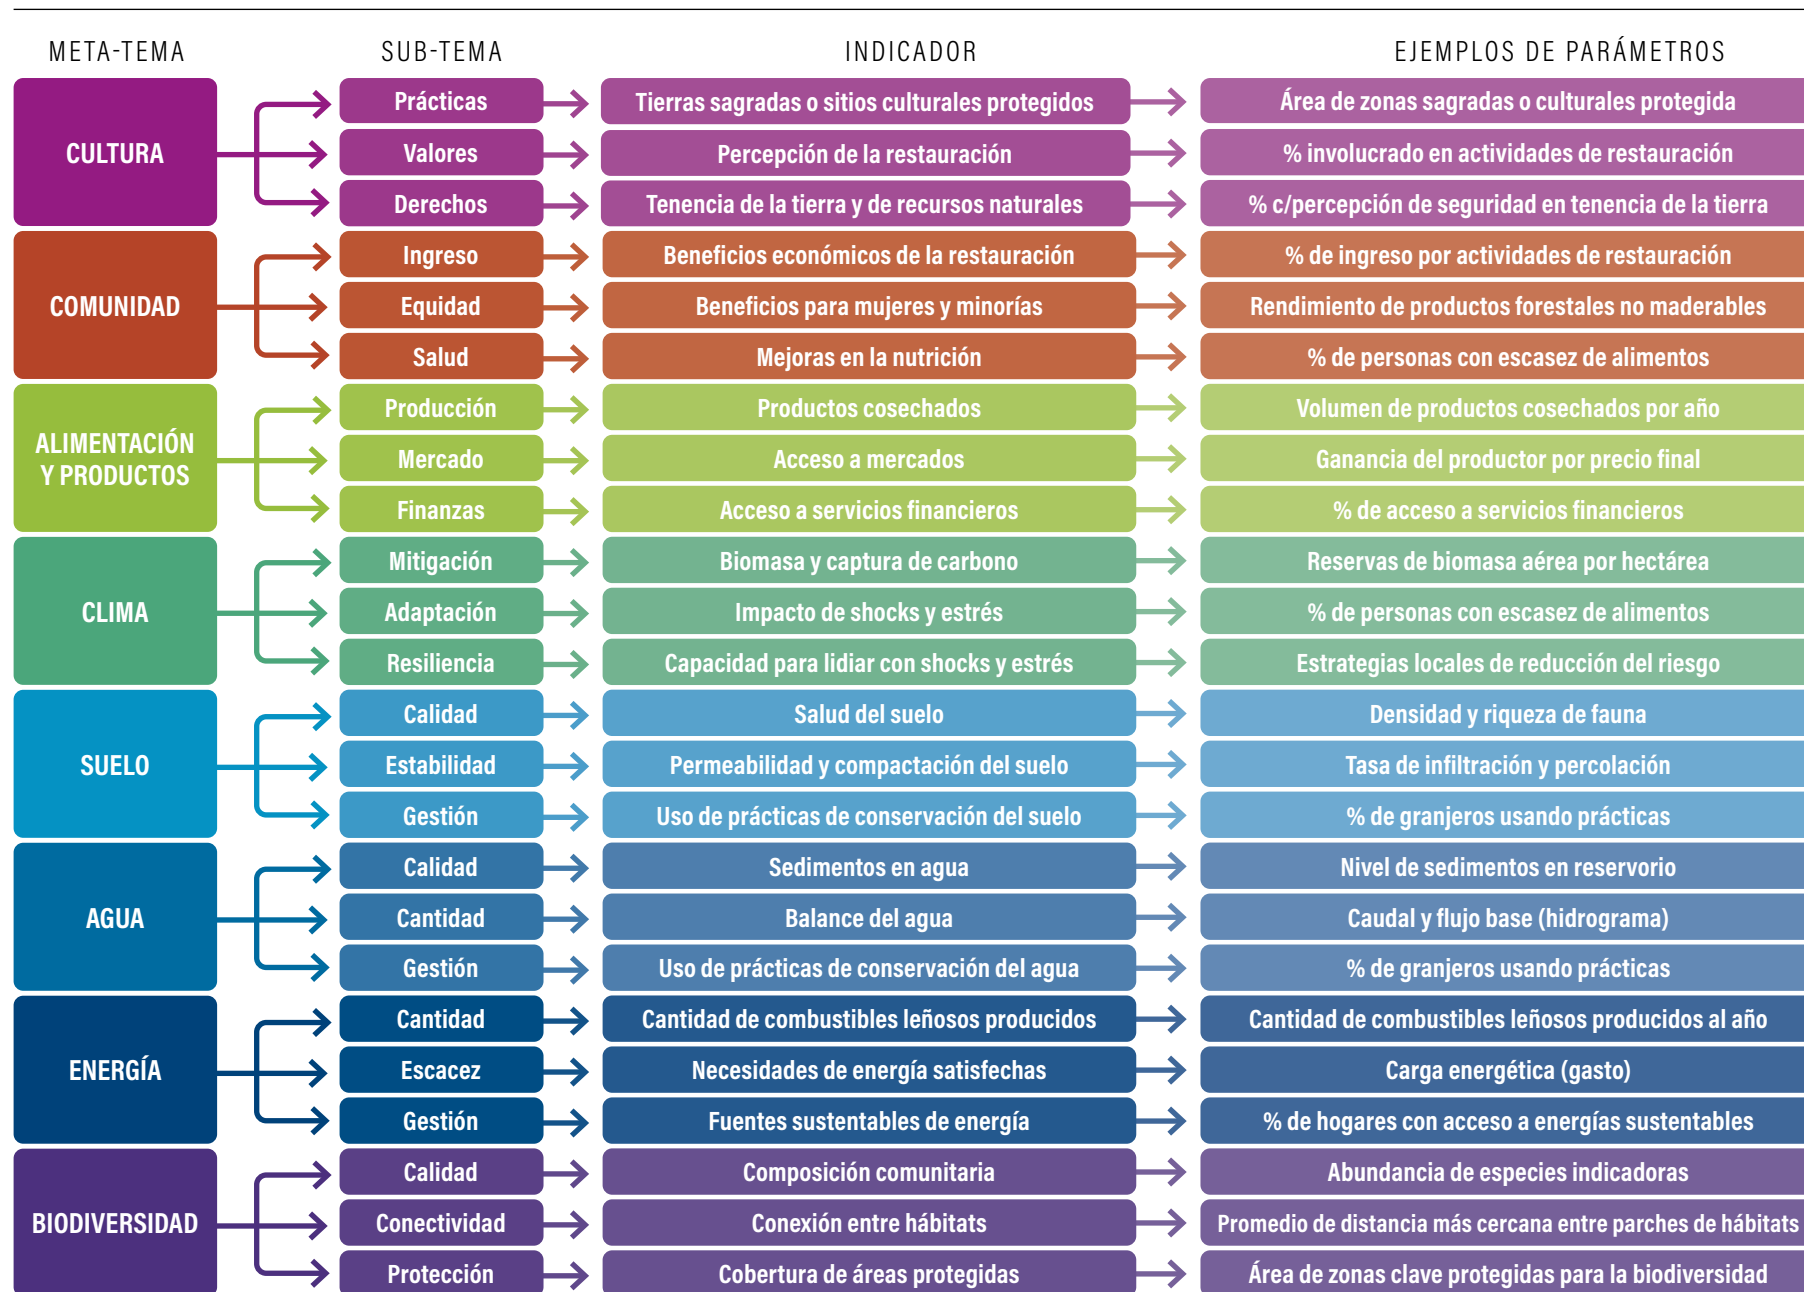 META-TEMA SUB-TEMA INDICADOR EJEMPLOS DE PARÁMETROS
CULTURA
Prácticas Tierras sagradas o sitios culturales protegidos Área de zonas sagradas o culturales protegida
Valores Percepción de la restauración % involucrado en actividades de restauración
Derechos Tenencia de la tierra y de recursos naturales % c/percepción de seguridad en tenencia de la tierra
COMUNIDAD
Ingreso Beneficios económicos de la restauración % de ingreso por actividades de restauración
Equidad Beneficios para mujeres y minorías Rendimiento de productos forestales no maderables
Salud Mejoras en la nutrición % de personas con escasez de alimentos
ALIMENTACIÓN
Y PRODUCTOS
Producción Productos cosechados Volumen de productos cosechados por año
Mercado Acceso a mercados Ganancia del productor por precio final
Finanzas Acceso a servicios financieros % de acceso a servicios financieros
CLIMA
Mitigación Biomasa y captura de carbono Reservas de biomasa aérea por hectárea
Adaptación Impacto de shocks y estrés % de personas con escasez de alimentos
Resiliencia Capacidad para lidiar con shocks y estrés Estrategias locales de reducción del riesgo
SUELO
Calidad Salud del suelo Densidad y riqueza de fauna
Estabilidad Permeabilidad y compactación del suelo Tasa de infiltración y percolación
Gestión Uso de prácticas de conservación del suelo % de granjeros usando prácticas
AGUA
Calidad Sedimentos en agua Nivel de sedimentos en reservorio
Cantidad Balance del agua Caudal y flujo base (hidrograma)
Gestión Uso de prácticas de conservación del agua % de granjeros usando prácticas
ENERGÍA
Cantidad Cantidad de combustibles leñosos producidos Cantidad de combustibles leñosos producidos al año
Escacez Necesidades de energía satisfechas Carga energética (gasto)
Gestión Fuentes sustentables de energía % de hogares con acceso a energías sustentables
BIODIVERSIDAD
Calidad Composición comunitaria Abundancia de especies indicadoras
Conectividad Conexión entre hábitats Promedio de distancia más cercana entre parches de hábitats
Protección Cobertura de áreas protegidas Área de zonas clave protegidas para la biodiversidad